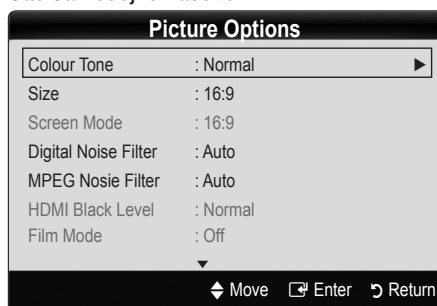 Picture Options
Colour Tone : Normal
Size : 16:9
Screen Mode : 16:9
Digital Noise Filter : Auto
MPEG Nosie Filter : Auto
HDMI Black Level : Normal
Film Mode : Off
Move Enter Return